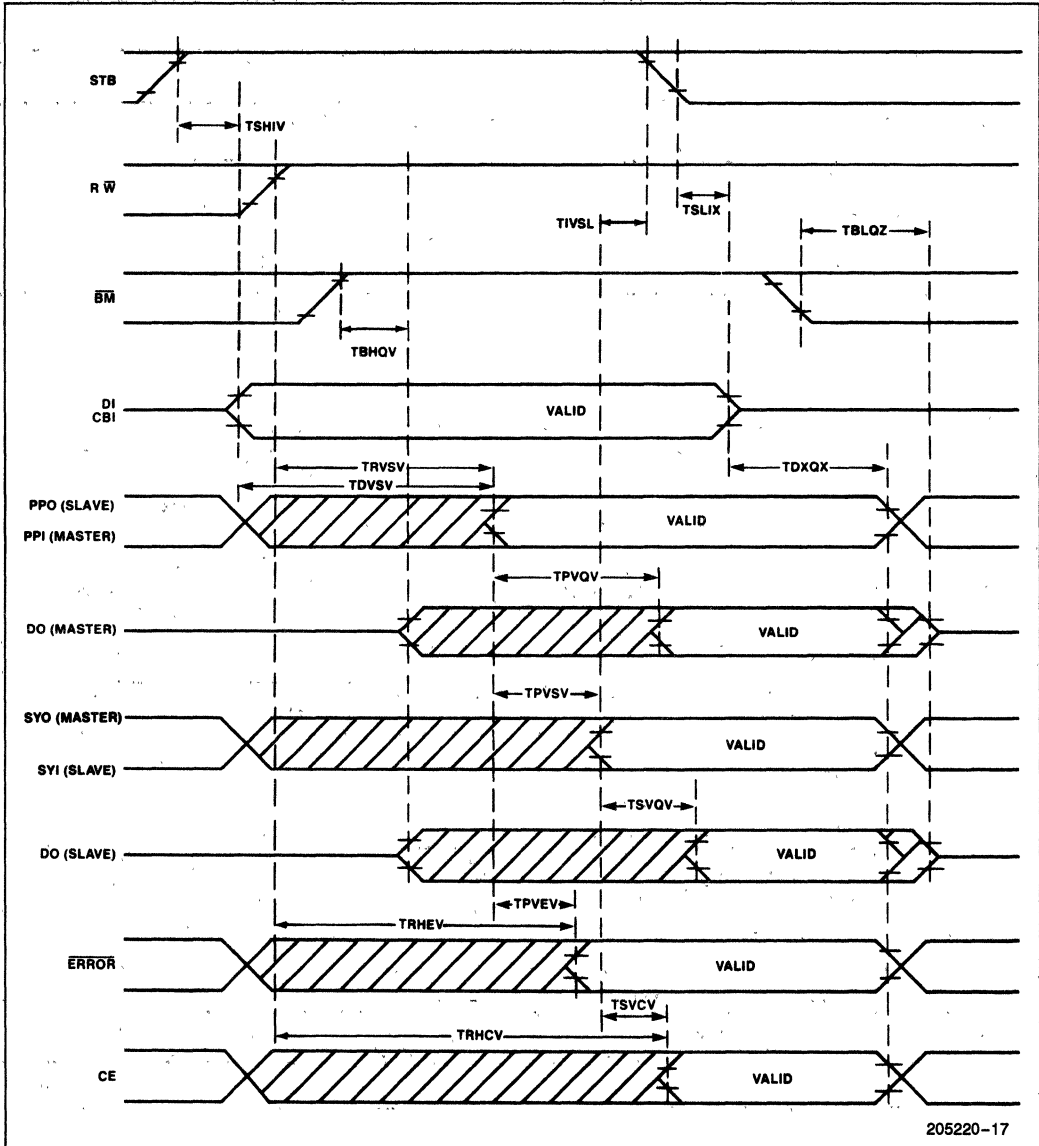 STB
TSHIV
R W̅
TIVSL
TSLIX
TBLQZ
B̅M̅
TBHQV
DI
CBI
VALID
TDXQX
TRVSV
TDVSV
PPO (SLAVE)
VALID
PPI (MASTER)
TPVQV
DO (MASTER)
VALID
TPVSV
SYO (MASTER)
VALID
SYI (SLAVE)
TSVQV
DO (SLAVE)
VALID
TPVEV
TRHEV
E̅R̅R̅O̅R̅
VALID
TSVCV
TRHCV
CE
VALID
205220-17